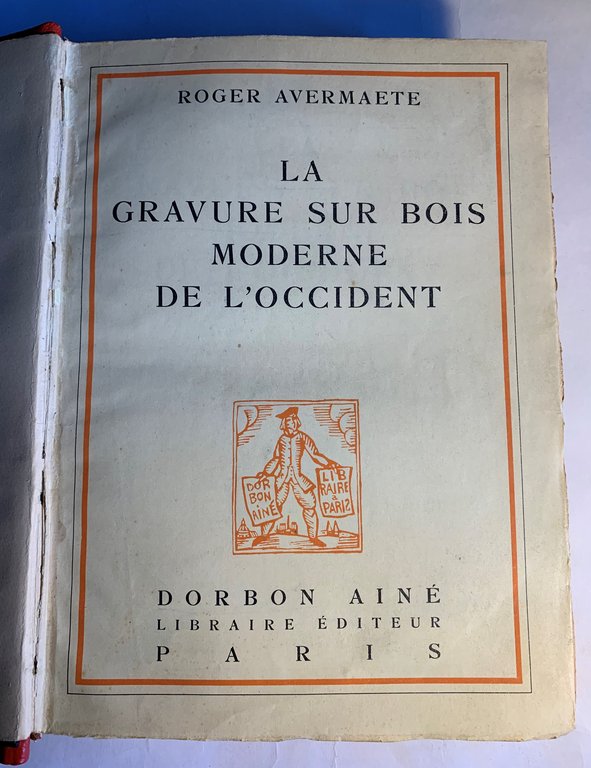 ROGER AVERMAETE
LA
GRAVURE SUR BOIS
MODERNE
DE L'OCCIDENT
DOR
BON
AINÉ
LIB
RAIRE
À
PARIS
DORBON AINÉ
LIBRAIRE ÉDITEUR
PARIS